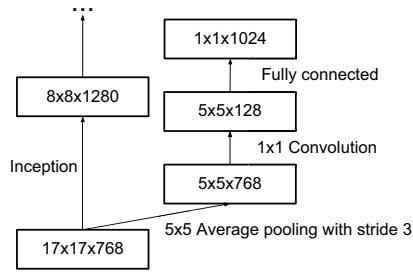 ...
1x1x1024
Fully connected
8x8x1280
5x5x128
1x1 Convolution
Inception
5x5x768
5x5 Average pooling with stride 3
17x17x768